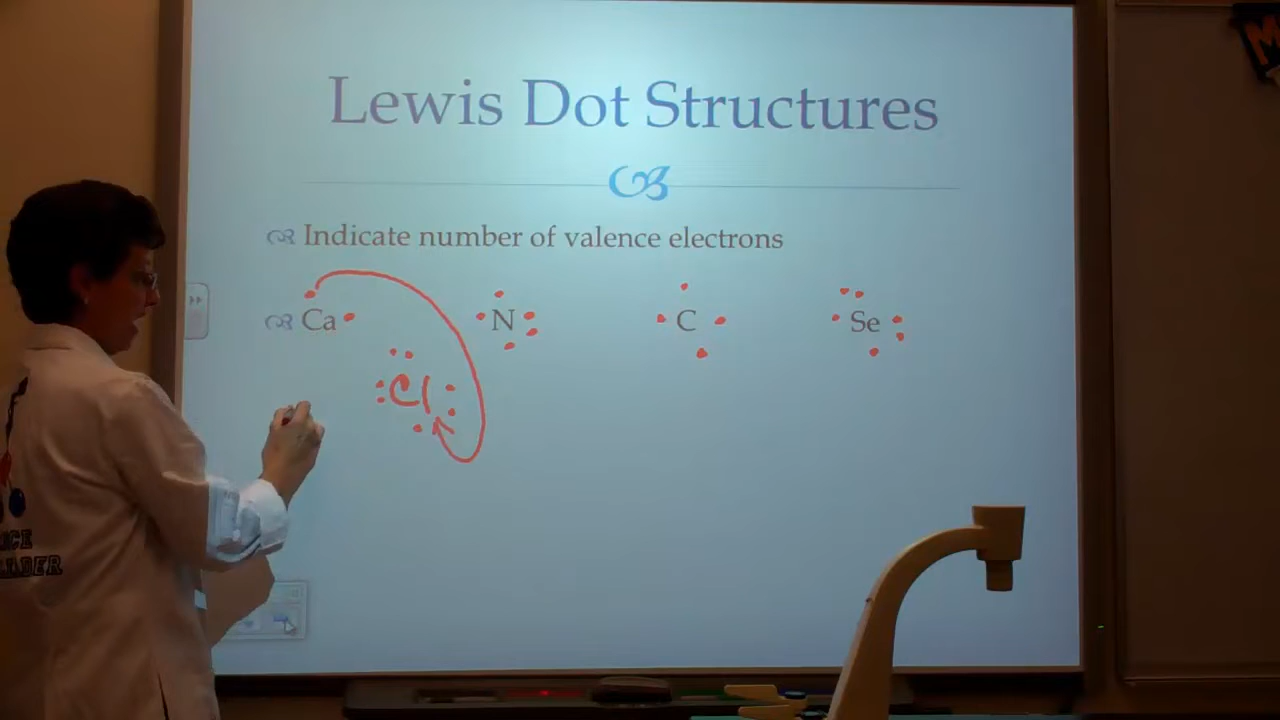 Lewis Dot Structures
Indicate number of valence electrons
Ca N C Se
Cl
M